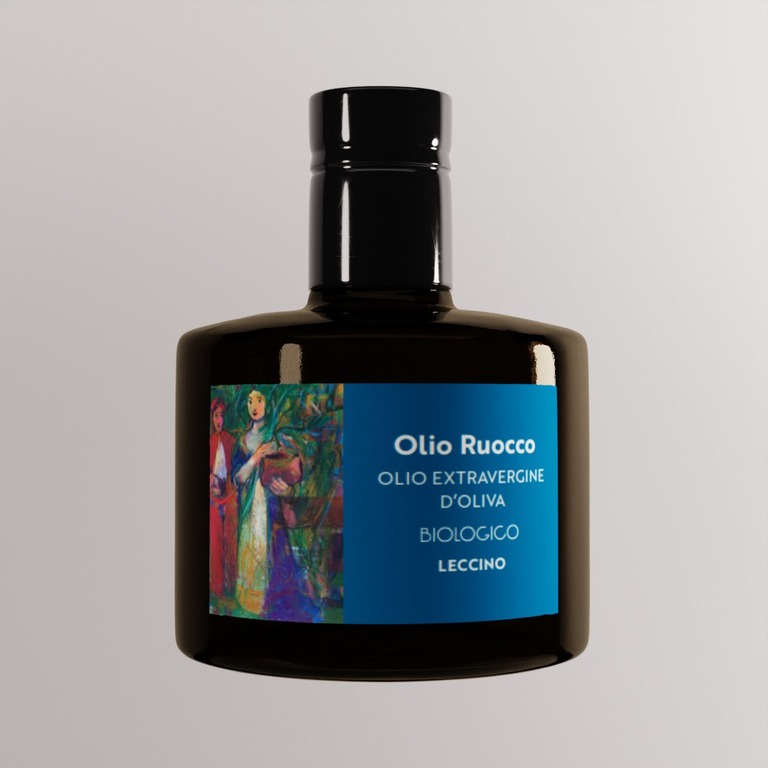 Olio Ruocco
OLIO EXTRAVERGINE
D'OLIVA
BIOLOGICO
LECCINO